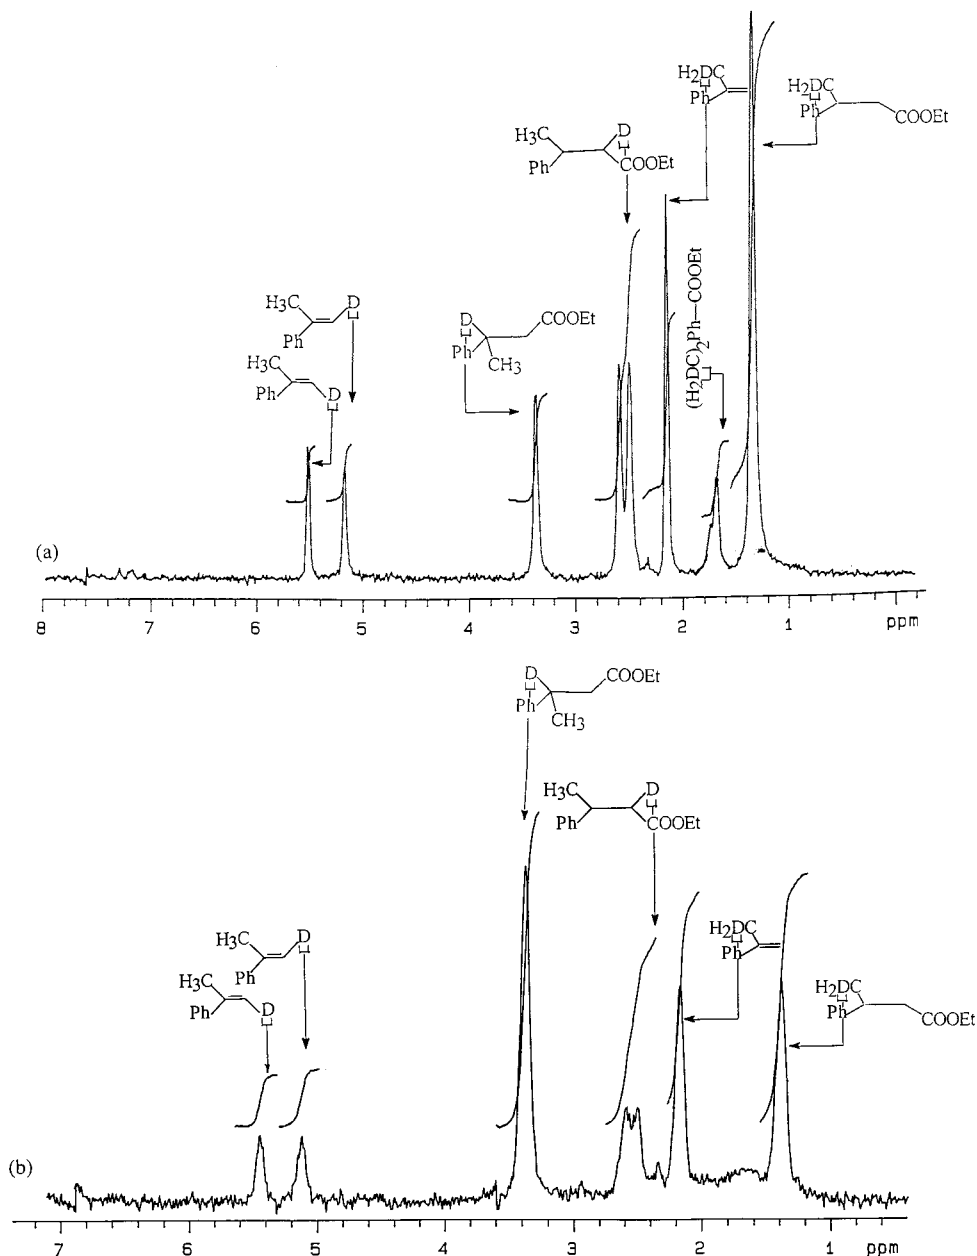 H2DC
Ph
H2DC
Ph
COOEt
H3C
D
Ph
COOEt
(H2DC)2Ph—COOEt
H3C
D
Ph
D
COOEt
Ph
CH3
H3C
D
Ph
(a)
8 7 6 5 4 3 2 1 ppm
D
COOEt
Ph
CH3
H3C
D
Ph
COOEt
H2DC
Ph
H3C
D
Ph
H3C
D
Ph
H2DC
Ph
COOEt
(b)
7 6 5 4 3 2 1 ppm